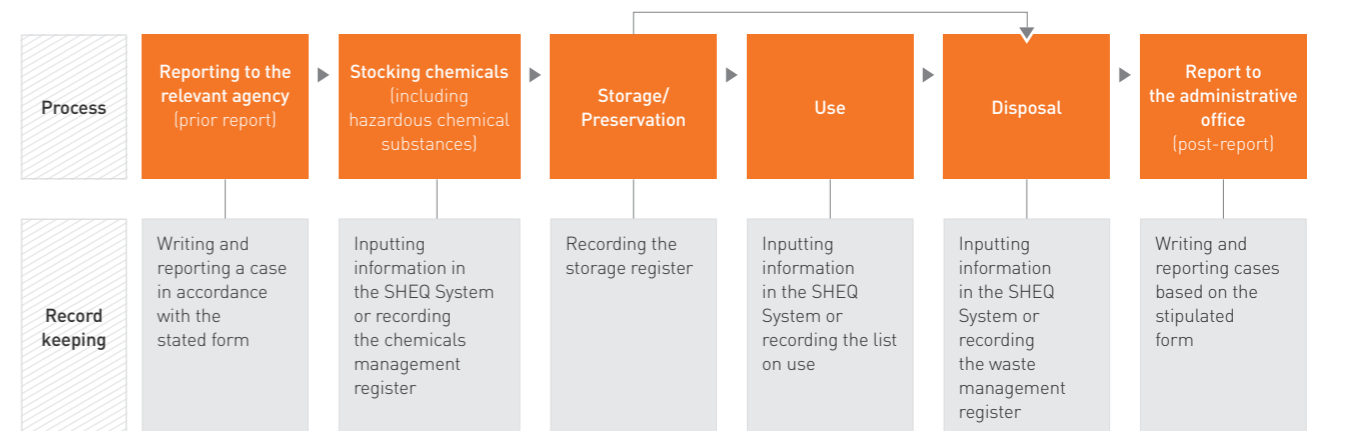 Process
Reporting to the
relevant agency
(prior report)
Stocking chemicals
(including
hazardous chemical
substances)
Storage/
Preservation
Use
Disposal
Report to
the administrative
office
(post-report)
Record
keeping
Writing and
reporting a case
in accordance
with the
stated form
Inputting
information in
the SHEQ System
or recording
the chemicals
management
register
Recording the
storage register
Inputting
information
in the SHEQ
System or
recording the list
on use
Inputting
information
in the SHEQ
System or
recording
the waste
management
register
Writing and
reporting cases
based on the
stipulated
form